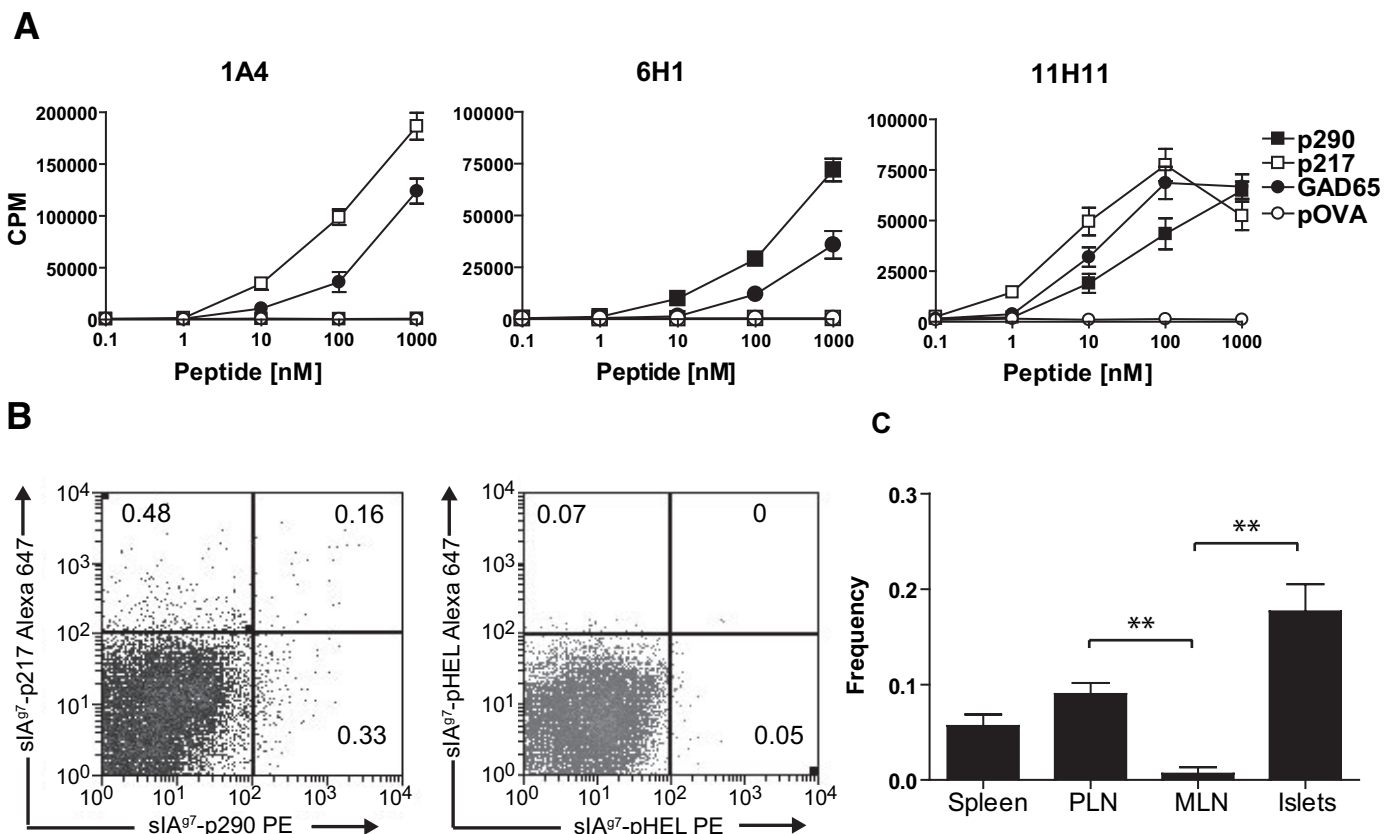 A
1A4
6H1
11H11
200000
150000
100000
50000
0
CPM
0.1 1 10 100 1000
Peptide [nM]
100000
75000
50000
25000
0
0.1 1 10 100 1000
Peptide [nM]
100000
75000
50000
25000
0
0.1 1 10 100 1000
Peptide [nM]
p290
p217
GAD65
pOVA
B
sIAg7-p217 Alexa 647
10⁴
10³
10²
10¹
10⁰
0.48 0.16
0.33
10⁰ 10¹ 10² 10³ 10⁴
sIAg7-p290 PE
sIAg7-pHEL Alexa 647
10⁴
10³
10²
10¹
10⁰
0.07 0
0.05
10⁰ 10¹ 10² 10³ 10⁴
sIAg7-pHEL PE
C
Frequency
0.3
0.2
0.1
0.0
**
**
Spleen PLN MLN Islets